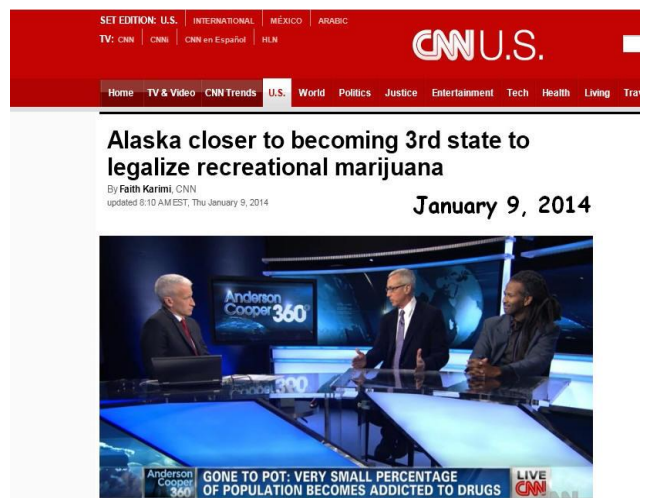 SET EDITION: U.S. INTERNATIONAL MÉXICO ARABIC
TV: CNN CNNi CNN en Español HLN
CNN U.S.
Home TV & Video CNN Trends U.S. World Politics Justice Entertainment Tech Health Living Tra
Alaska closer to becoming 3rd state to
legalize recreational marijuana
By Faith Karimi, CNN
updated 8:10 AM EST, Thu January 9, 2014
January 9, 2014
Anderson
Cooper 360°
360
Anderson
Cooper
360
GONE TO POT: VERY SMALL PERCENTAGE
OF POPULATION BECOMES ADDICTED TO DRUGS
LIVE
CNN